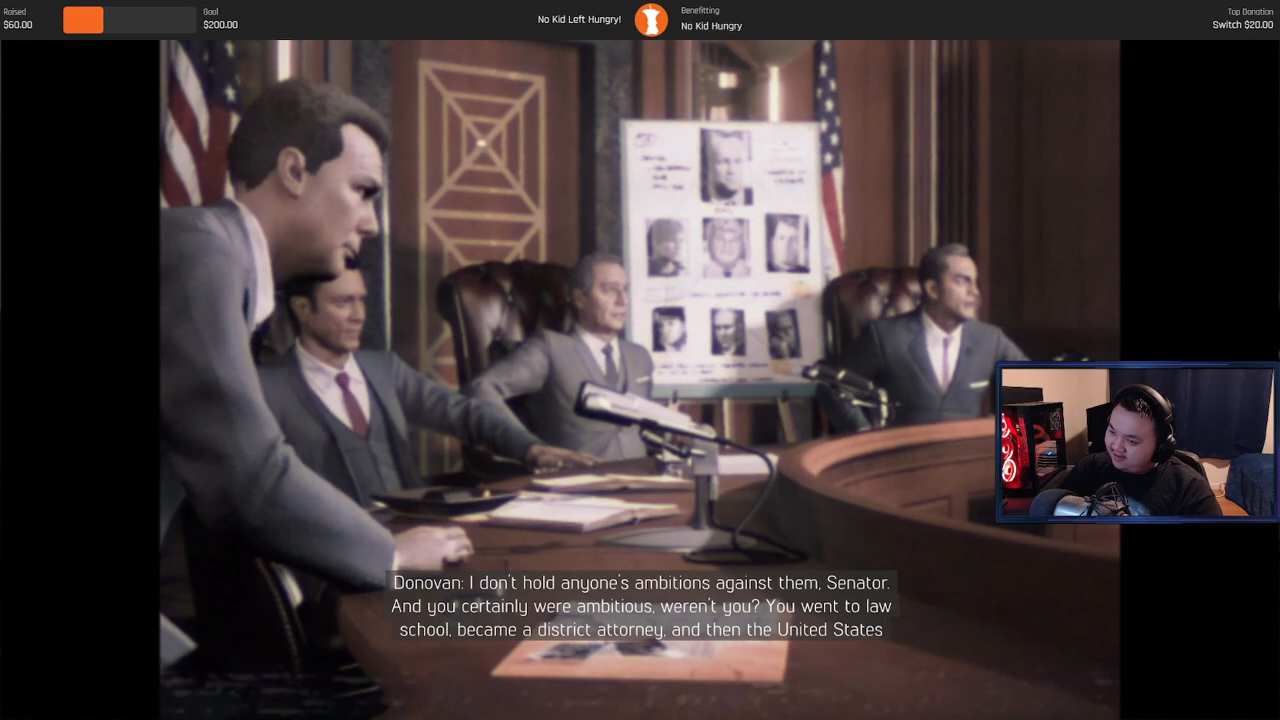 Raised
$60.00
Goal
$200.00
No Kid Left Hungry!
Benefitting
No Kid Hungry
Top Donation
Switch $20.00
Donovan: I don't hold anyone's ambitions against them, Senator.
And you certainly were ambitious, weren't you? You went to law
school, became a district attorney, and then the United States